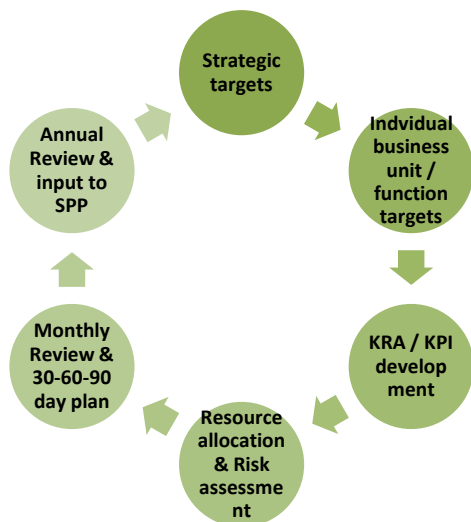 Strategic
targets
Indvidual
business
unit /
function
targets
KRA / KPI
develop
ment
Resource
allocation
& Risk
assessme
nt
Monthly
Review &
30-60-90
day plan
Annual
Review &
input to
SPP